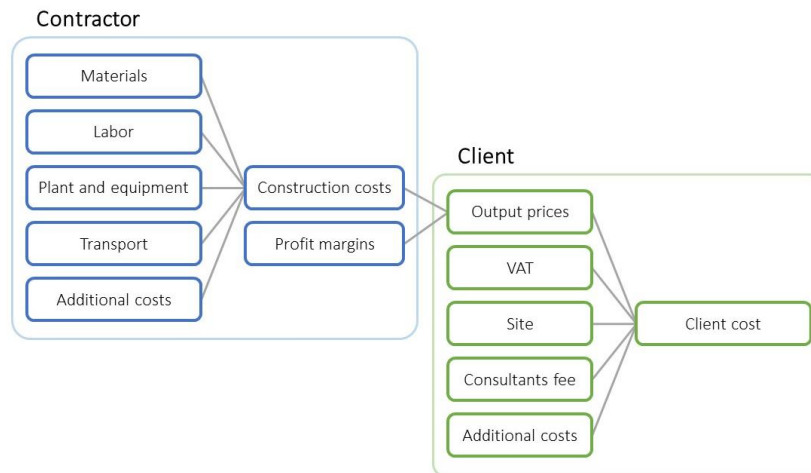 Contractor
Materials
Labor
Plant and equipment
Transport
Additional costs
Construction costs
Profit margins
Client
Output prices
VAT
Site
Consultants fee
Additional costs
Client cost